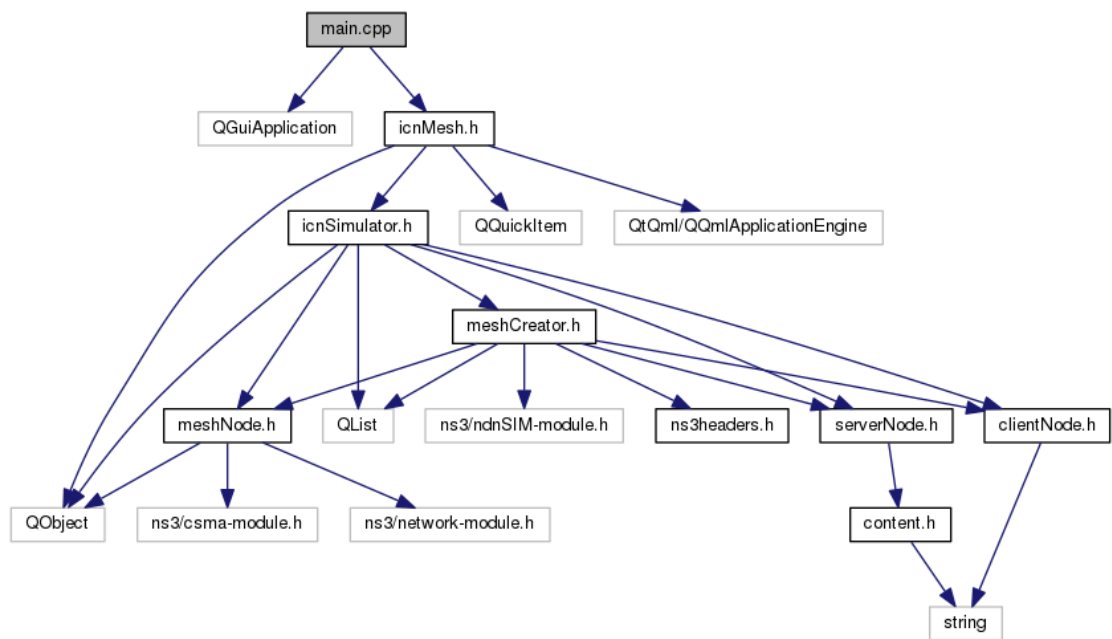 main.cpp
QGuiApplication
icnMesh.h
icnSimulator.h
QQuickItem
QtQml/QQmlApplicationEngine
meshCreator.h
meshNode.h
QList
ns3/ndnSIM-module.h
ns3headers.h
serverNode.h
clientNode.h
QObject
ns3/csma-module.h
ns3/network-module.h
content.h
string